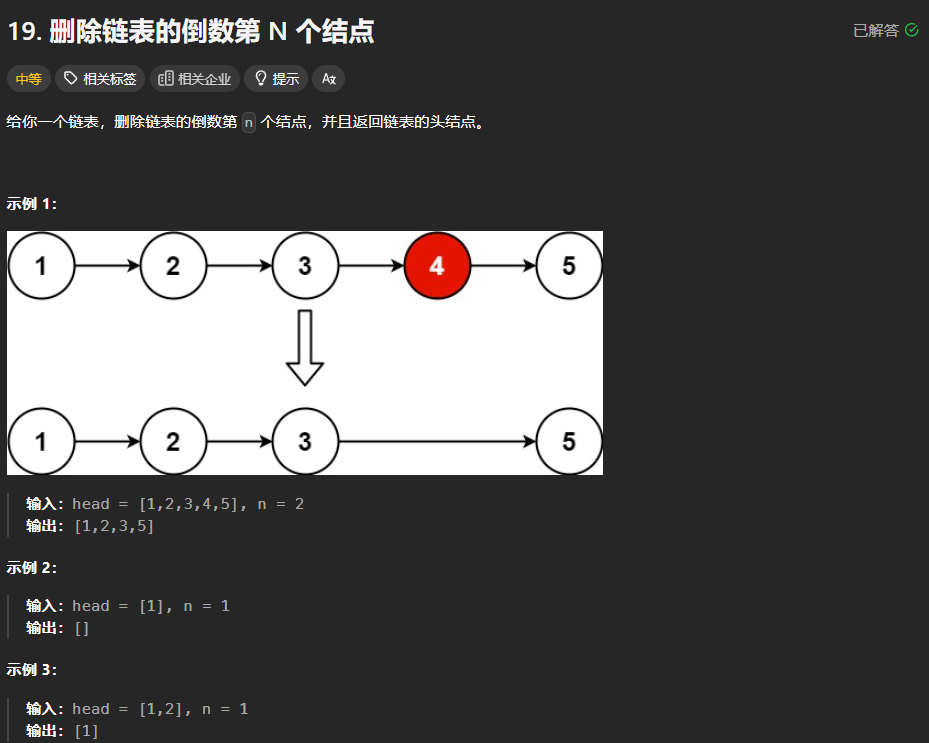 19. 删除链表的倒数第 N 个结点
已解答
中等 相关标签 相关企业 提示 Ax
给你一个链表，删除链表的倒数第 n 个结点，并且返回链表的头结点。
示例 1：
1 2 3 4 5
1 2 3 5
输入：head = [1,2,3,4,5], n = 2
输出：[1,2,3,5]
示例 2：
输入：head = [1], n = 1
输出：[]
示例 3：
输入：head = [1,2], n = 1
输出：[1]